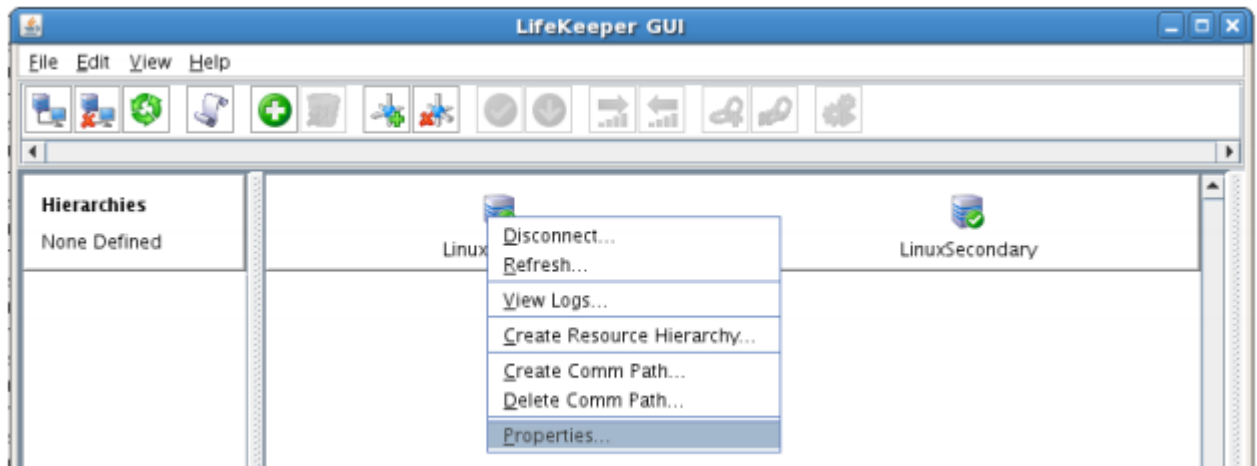 LifeKeeper GUI
File Edit View Help
Hierarchies
None Defined
Linux
LinuxSecondary
Disconnect...
Refresh...
View Logs...
Create Resource Hierarchy...
Create Comm Path...
Delete Comm Path...
Properties...